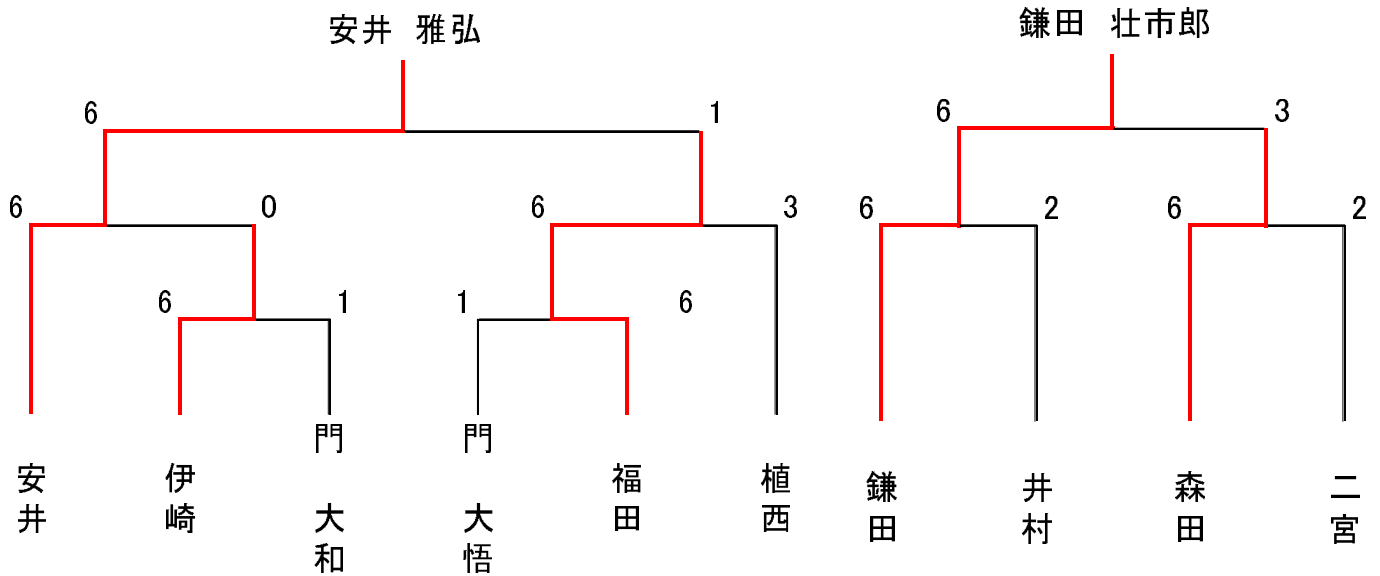 安井 雅弘
鎌田 壮市郎
6 1
6 3
6 0 6 3
6 2 6 2
6 1 1 6
安井
伊崎
門 大和
門 大悟
福田
植西
鎌田
井村
森田
二宮